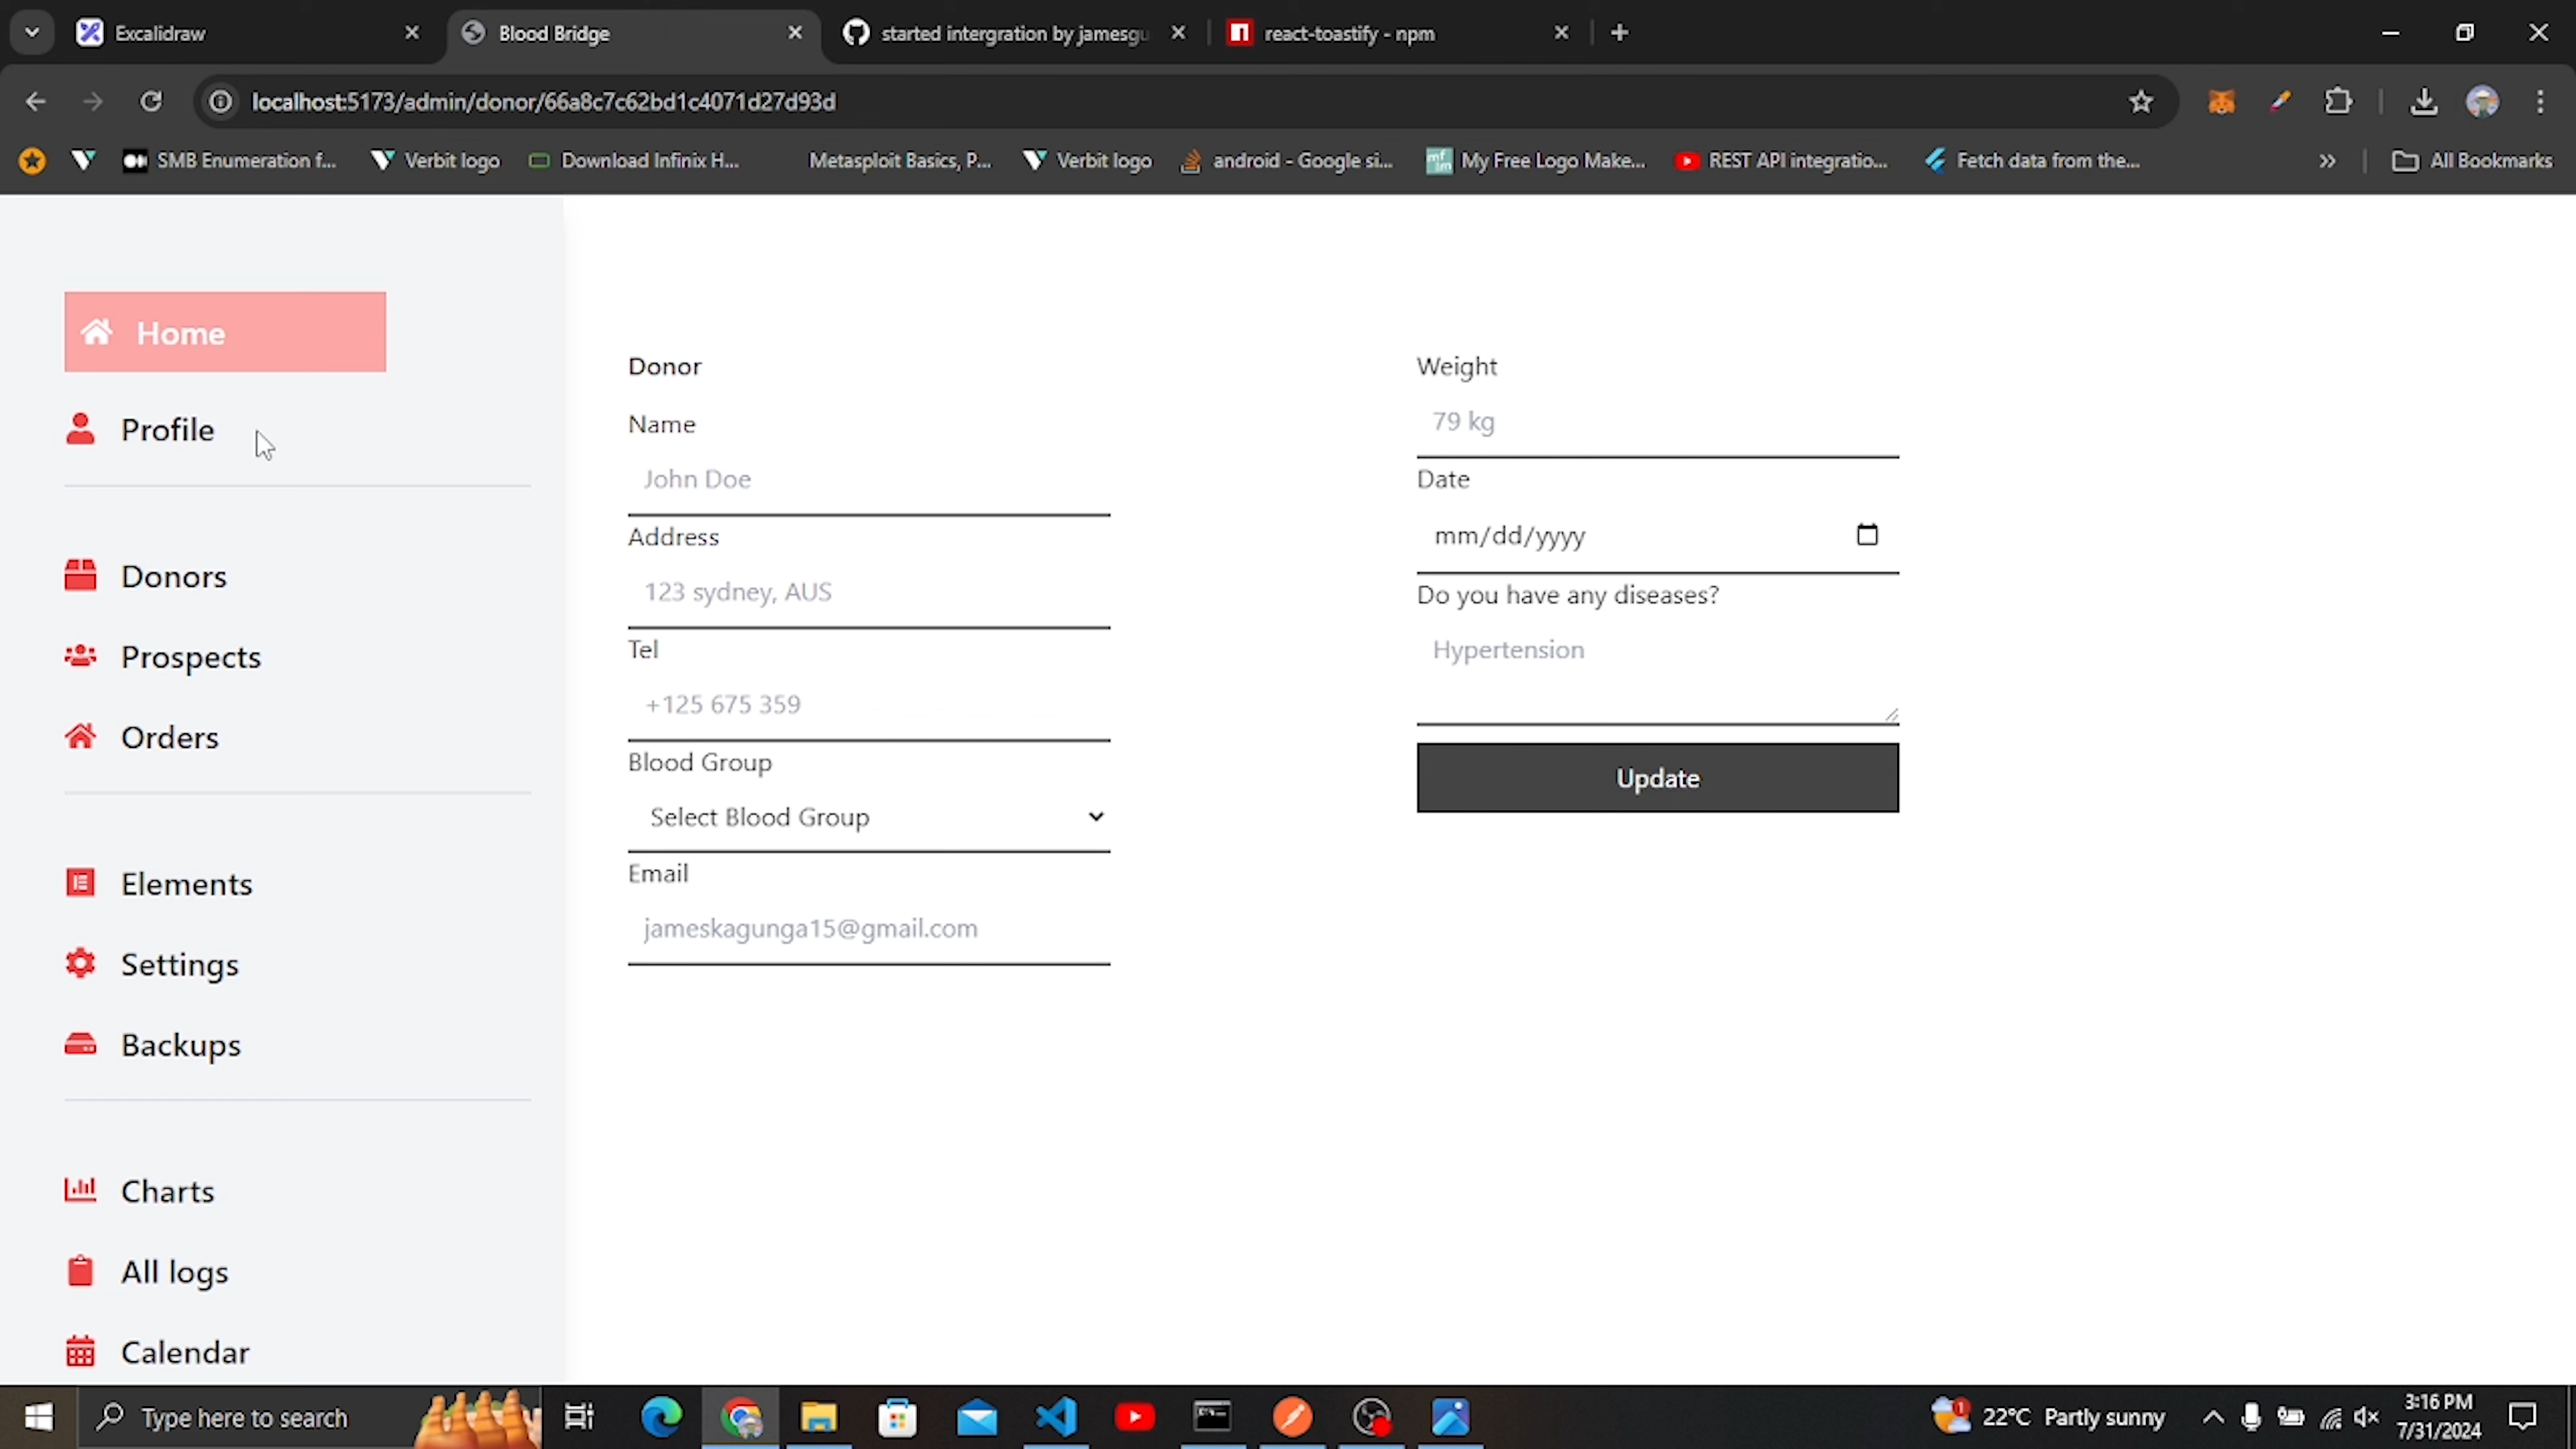 Excalidraw
Blood Bridge
started intergration by jamesgu
react-toastify - npm
localhost:5173/admin/donor/66a8c7c62bd1c4071d27d93d
SMB Enumeration f...
Verbit logo
Download Infinix H...
Metasploit Basics, P...
Verbit logo
android - Google si...
My Free Logo Make...
REST API integratio...
Fetch data from the...
All Bookmarks
Home
Profile
Donors
Prospects
Orders
Elements
Settings
Backups
Charts
All logs
Calendar
Donor
Name
John Doe
Address
123 sydney, AUS
Tel
+125 675 359
Blood Group
Select Blood Group
Email
jameskagunga15@gmail.com
Weight
79 kg
Date
mm/dd/yyyy
Do you have any diseases?
Hypertension
Update
Type here to search
1
22°C Partly sunny
3:16 PM
7/31/2024